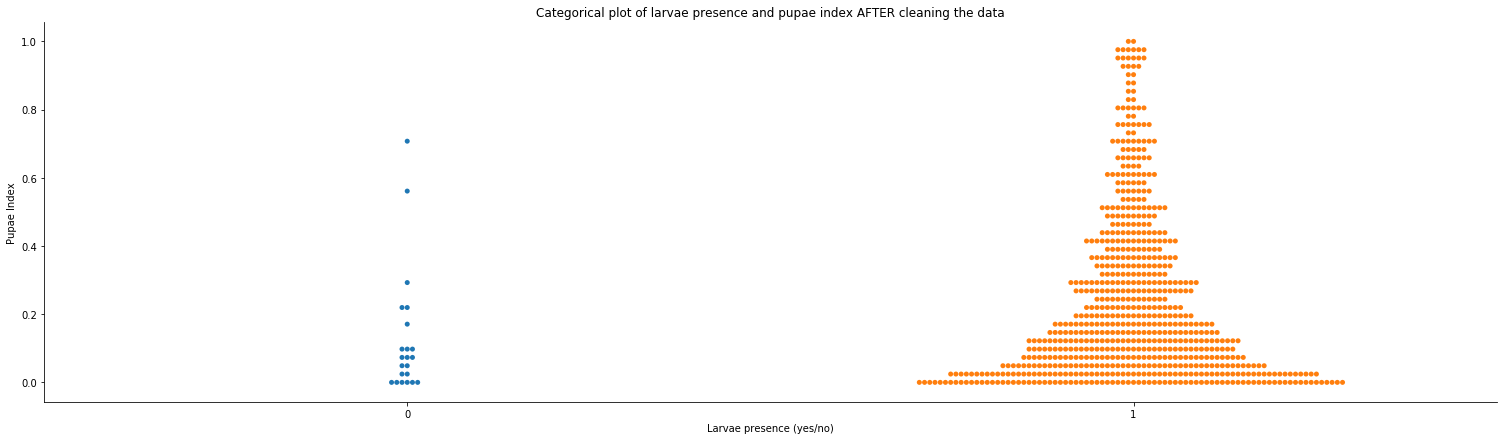 Categorical plot of larvae presence and pupae index AFTER cleaning the data
1.0
0.8
0.6
0.4
0.2
0.0
Pupae Index
0
1
Larvae presence (yes/no)